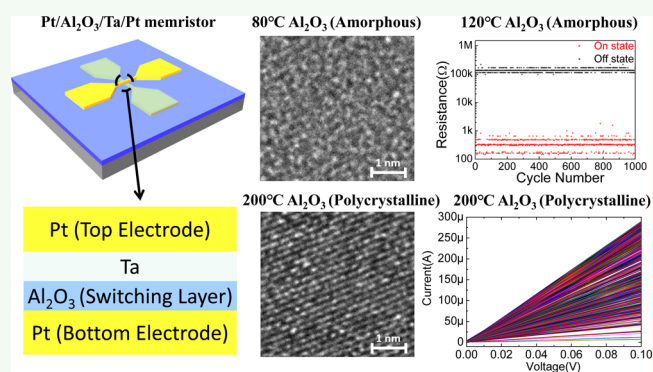 Pt/Al₂O₃/Ta/Pt memristor
80°C Al₂O₃ (Amorphous)
120°C Al₂O₃ (Amorphous)
1 nm
On state
Off state
Resistance(Ω)
1M
100k
10k
1k
100
0 200 400 600 800 1000
Cycle Number
Pt (Top Electrode)
Ta
Al₂O₃ (Switching Layer)
Pt (Bottom Electrode)
200°C Al₂O₃ (Polycrystalline)
1 nm
200°C Al₂O₃ (Polycrystalline)
Current(A)
300μ
250μ
200μ
150μ
100μ
50μ
0
0.00 0.02 0.04 0.06 0.08 0.10
Voltage(V)